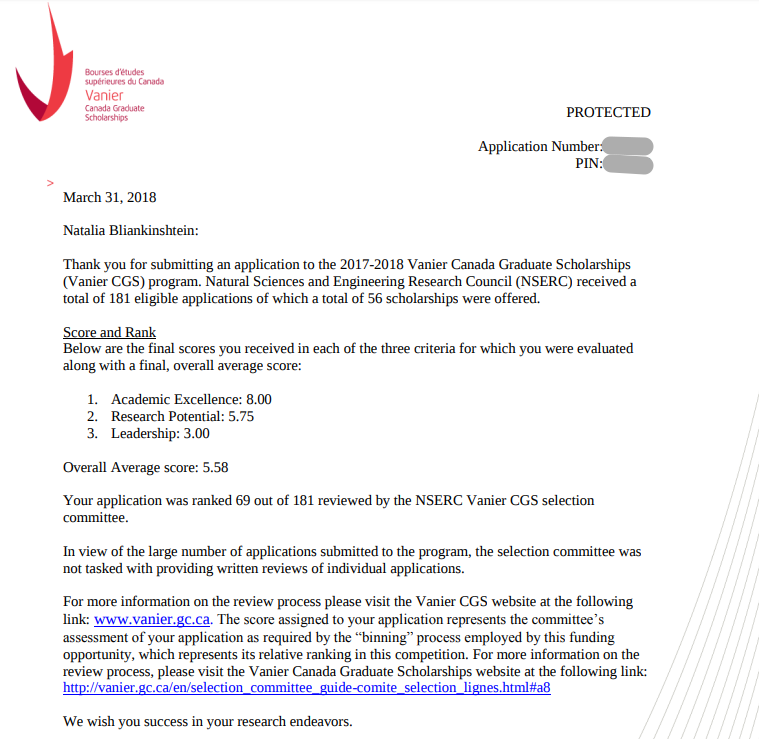 Bourses d'études
supérieures du Canada
Vanier
Canada Graduate
Scholarships
PROTECTED
Application Number:
PIN:
>
March 31, 2018
Natalia Bliankinshtein:
Thank you for submitting an application to the 2017-2018 Vanier Canada Graduate Scholarships
(Vanier CGS) program. Natural Sciences and Engineering Research Council (NSERC) received a
total of 181 eligible applications of which a total of 56 scholarships were offered.
Score and Rank
Below are the final scores you received in each of the three criteria for which you were evaluated
along with a final, overall average score:
1. Academic Excellence: 8.00
2. Research Potential: 5.75
3. Leadership: 3.00
Overall Average score: 5.58
Your application was ranked 69 out of 181 reviewed by the NSERC Vanier CGS selection
committee.
In view of the large number of applications submitted to the program, the selection committee was
not tasked with providing written reviews of individual applications.
For more information on the review process please visit the Vanier CGS website at the following
link: www.vanier.gc.ca. The score assigned to your application represents the committee's
assessment of your application as required by the “binning” process employed by this funding
opportunity, which represents its relative ranking in this competition. For more information on the
review process, please visit the Vanier Canada Graduate Scholarships website at the following link:
http://vanier.gc.ca/en/selection_committee_guide-comite_selection_lignes.html#a8
We wish you success in your research endeavors.